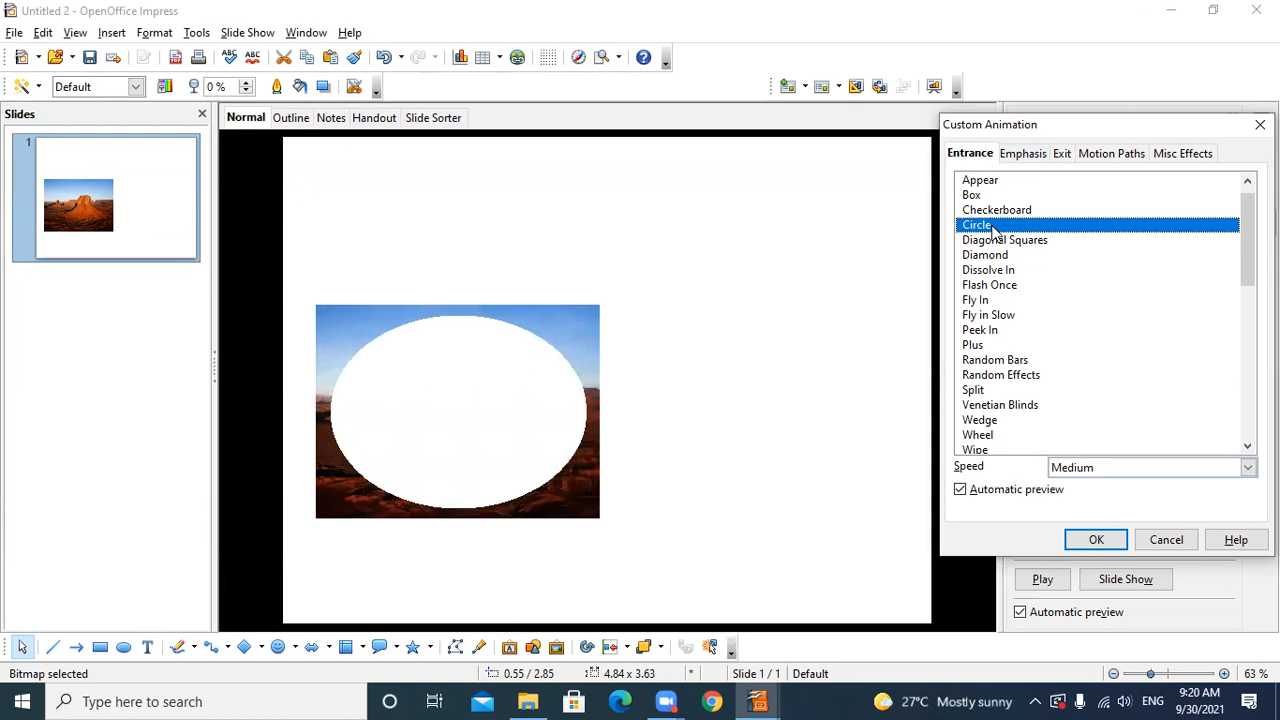 Untitled 2 - OpenOffice Impress
File Edit View Insert Format Tools Slide Show Window Help
Default 0 %
Slides
1
Normal Outline Notes Handout Slide Sorter
Custom Animation
Entrance Emphasis Exit Motion Paths Misc Effects
Appear
Box
Checkerboard
Circle
Diagonal Squares
Diamond
Dissolve In
Flash Once
Fly In
Fly in Slow
Peek In
Plus
Random Bars
Random Effects
Split
Venetian Blinds
Wedge
Wheel
Wipe
Speed Medium
Automatic preview
OK Cancel Help
Play Slide Show
Automatic preview
Bitmap selected 0.55 / 2.85 4.84 x 3.63 * Slide 1 / 1 Default 63 %
Type here to search
27°C Mostly sunny ENG
9:20 AM
9/30/2021